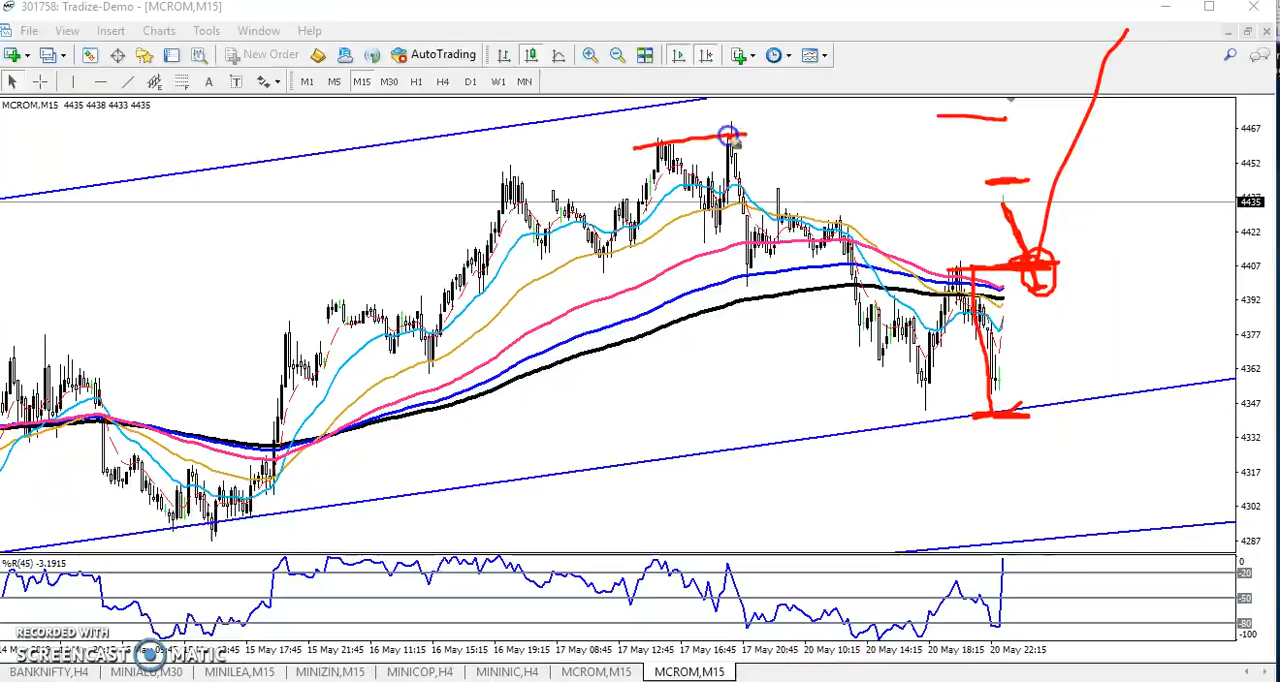 301758: Tradize-Demo - [MCROM,M15]
File View Insert Charts Tools Window Help
New Order AutoTrading
A T M1 M5 M15 M30 H1 H4 D1 W1 MN
MCROM,M15 4435 4438 4433 4435
4467
4452
4435
4422
4407
4392
4377
4362
4347
4332
4317
4302
4287
%R(45) -3.1915
0
-20
-50
-80
-100
15 May 17:45 15 May 21:45 16 May 11:15 16 May 15:15 16 May 19:15 17 May 12:45 17 May 16:45 17 May 20:45 20 May 10:15 20 May 14:15 20 May 18:15 20 May 22:15
RECORDED WITH
SCREENCAST MATIC
BANKNIFTY,H4 MINIALU,M30 MINILEA,M15 MINIZIN,M15 MINICOP,H4 MININIC,H4 MCROM,M15 MCROM,M15